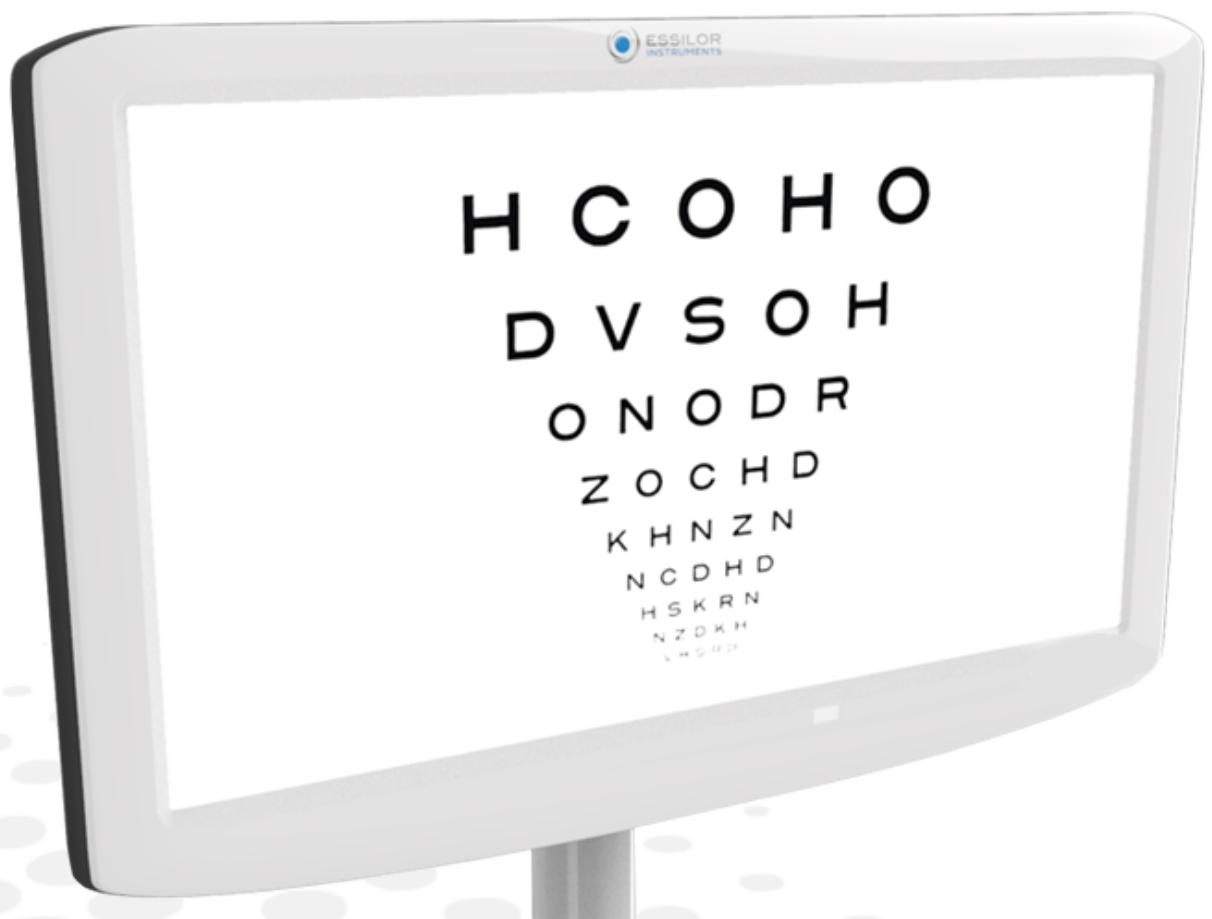 ESSILOR
INSTRUMENTS
H C O H O
D V S O H
O N O D R
Z O C H D
K H N Z N
N C D H D
H S K R N
N Z D K H